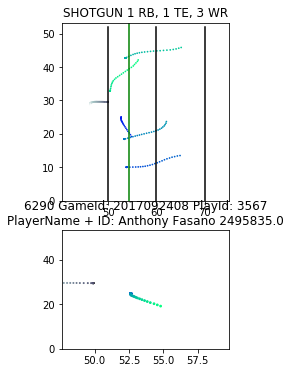 SHOTGUN 1 RB, 1 TE, 3 WR
50
40
30
20
10
0
50 60 70
6290 GameId: 2017092408 PlayId: 3567
PlayerName + ID: Anthony Fasano 2495835.0
40
20
0
50.0 52.5 55.0 57.5